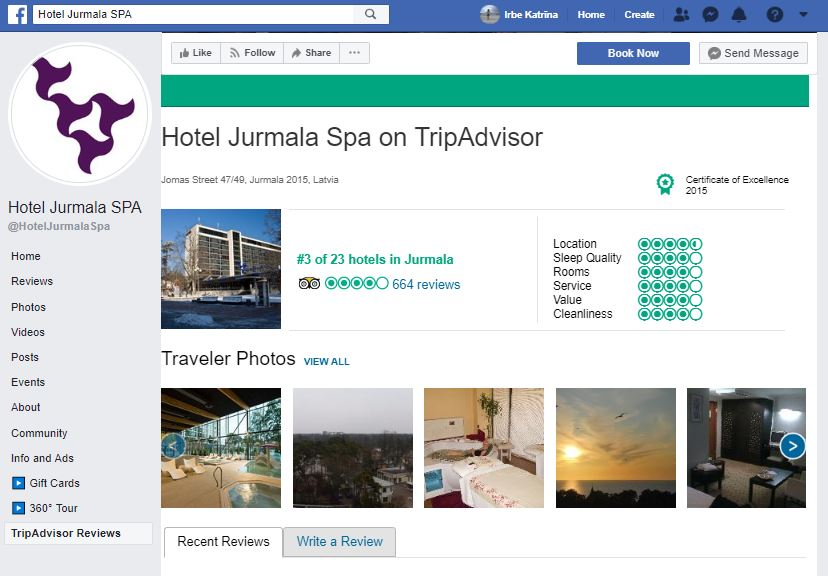 Hotel Jurmala SPA
Irbe Katrīna Home Create
Like Follow Share ... Book Now Send Message
Hotel Jurmala SPA
@HotelJurmalaSpa
Home
Reviews
Photos
Videos
Posts
Events
About
Community
Info and Ads
Gift Cards
360° Tour
TripAdvisor Reviews
Hotel Jurmala Spa on TripAdvisor
Jomas Street 47/49, Jurmala 2015, Latvia
Certificate of Excellence
2015
#3 of 23 hotels in Jurmala
664 reviews
Location
Sleep Quality
Rooms
Service
Value
Cleanliness
Traveler Photos VIEW ALL
< >
Recent Reviews Write a Review